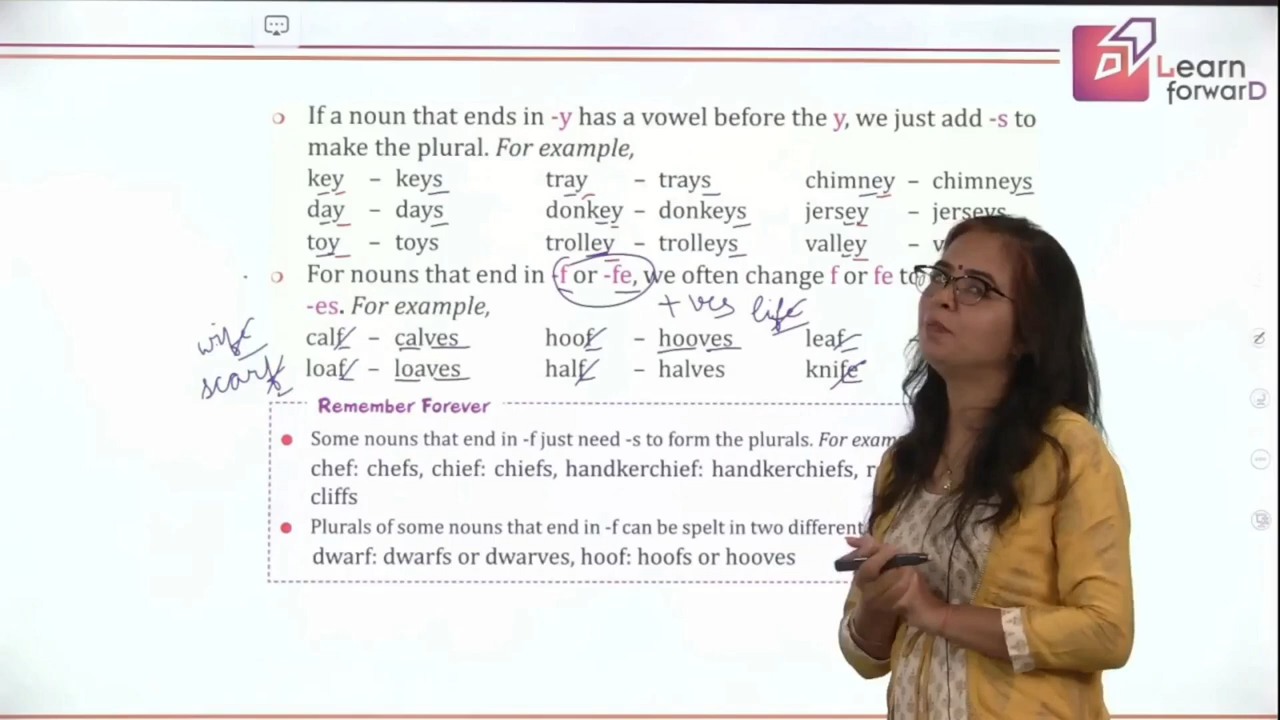 Learn
forwarD
If a noun that ends in -y has a vowel before the y, we just add -s to
make the plural. For example,
key – keys tray – trays chimney – chimneys
day – days donkey – donkeys jersey – jerseys
toy – toys trolley – trolleys valley –
For nouns that end in -f or -fe, we often change f or fe to
-es. For example,
+ ves life
wife
calf – calves hoof – hooves leaf
scarf
loaf – loaves half – halves knife
Remember Forever
Some nouns that end in -f just need -s to form the plurals. For
chef: chefs, chief: chiefs, handkerchief: handkerchiefs,
cliffs
Plurals of some nouns that end in -f can be spelt in two different
dwarf: dwarfs or dwarves, hoof: hoofs or hooves